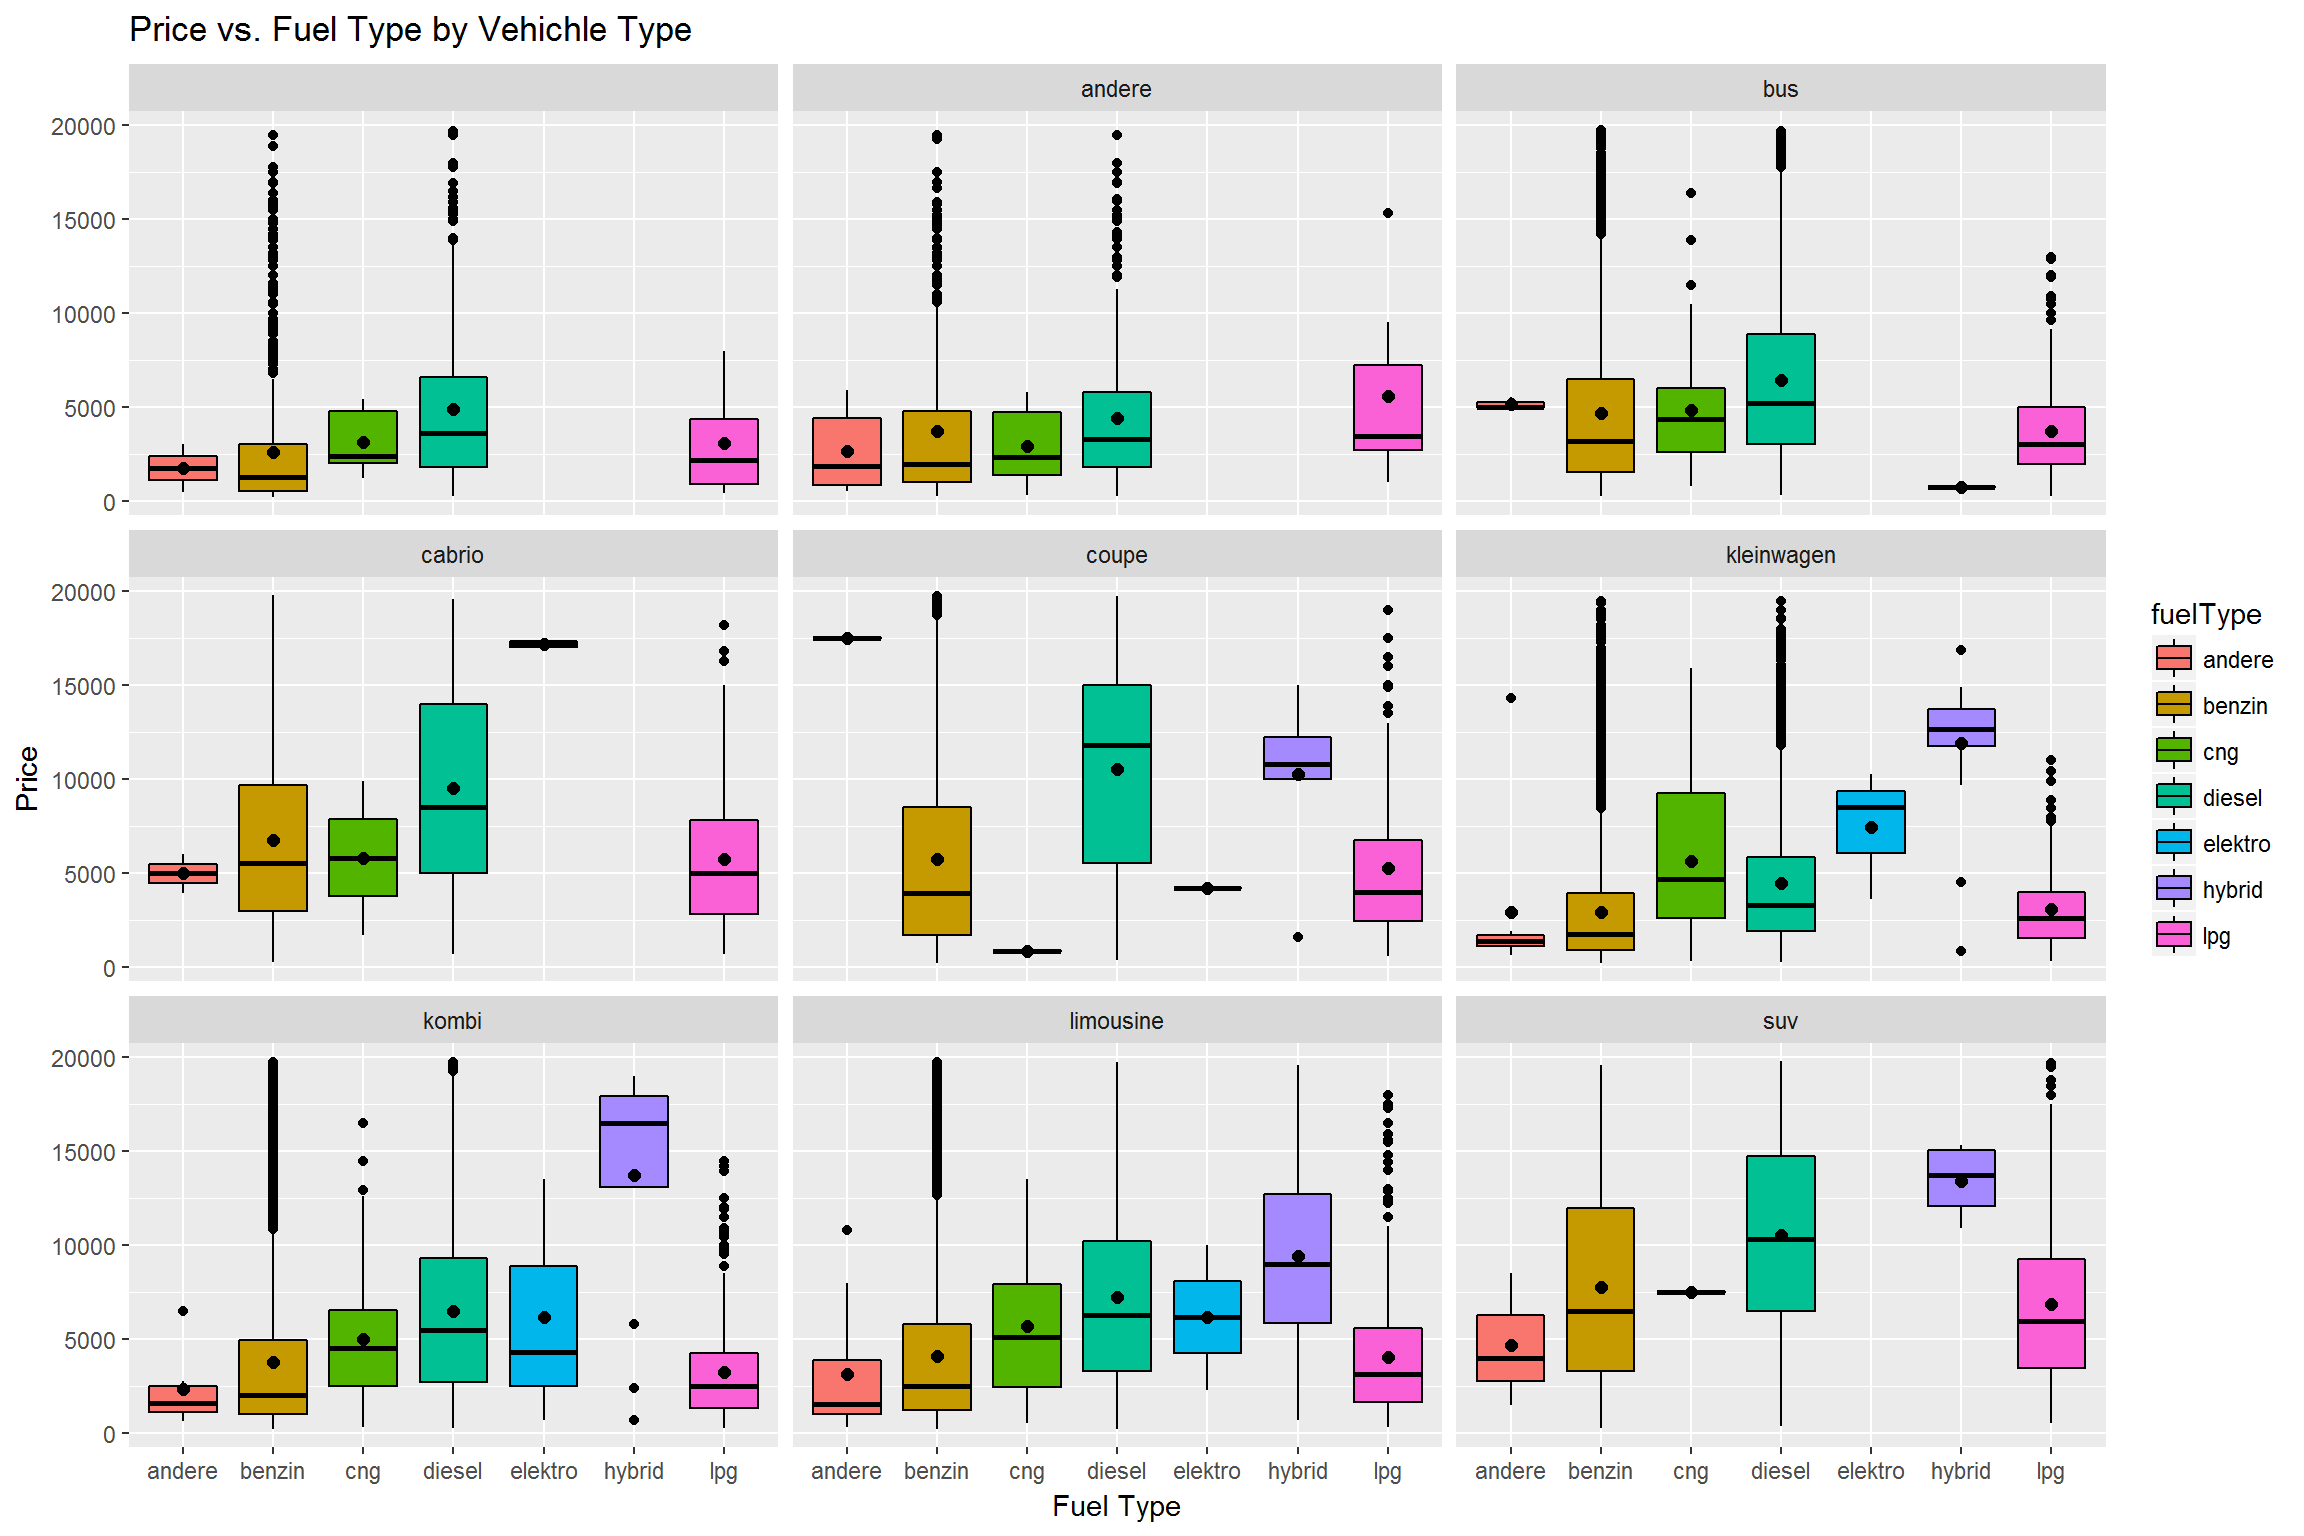 Price vs. Fuel Type by Vehichle Type
andere
bus
20000
15000
10000
5000
0
cabrio
coupe
kleinwagen
20000
15000
10000
5000
0
Price
kombi
limousine
suv
20000
15000
10000
5000
0
andere benzin cng diesel elektro hybrid lpg
andere benzin cng diesel elektro hybrid lpg
andere benzin cng diesel elektro hybrid lpg
Fuel Type
fuelType
andere
benzin
cng
diesel
elektro
hybrid
lpg